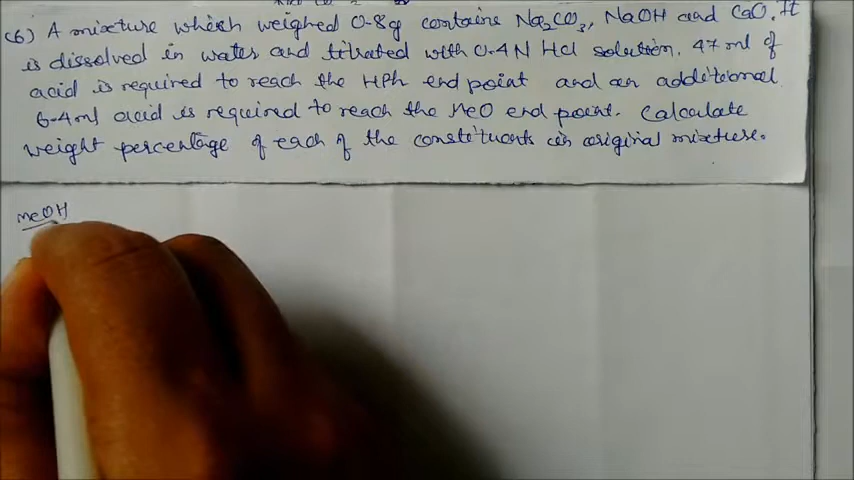 (6) A mixture which weighed 0.8g contains Na2CO3, NaOH and CaO. It
is dissolved in water and titrated with 0.4 N Hcl solution. 47 ml of
acid is required to reach the HPh end point and an additional
6.4 ml acid is required to reach the MeO end point. Calculate
weight percentage of each of the constituents in original mixture.
MeOH